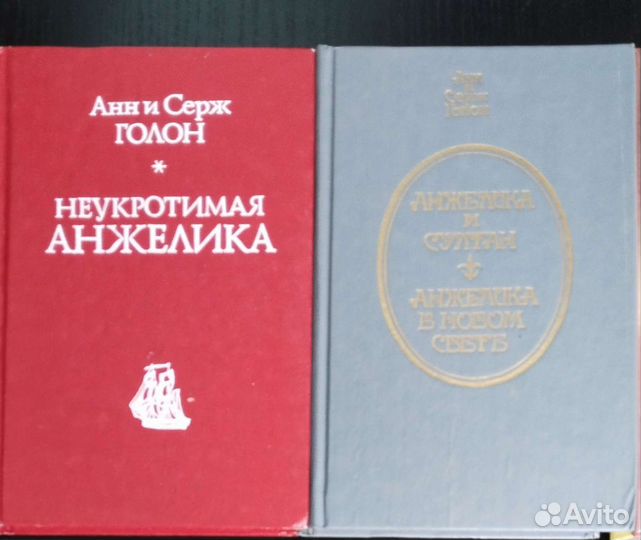 Анн и Серж
ГОЛОН
*
НЕУКРОТИМАЯ
АНЖЕЛИКА
Анн
и
Серж
Голон
АНЖЕЛИКА
И
СУЛТАН
АНЖЕЛИКА
В НОВОМ
СВЕТЕ
Avito